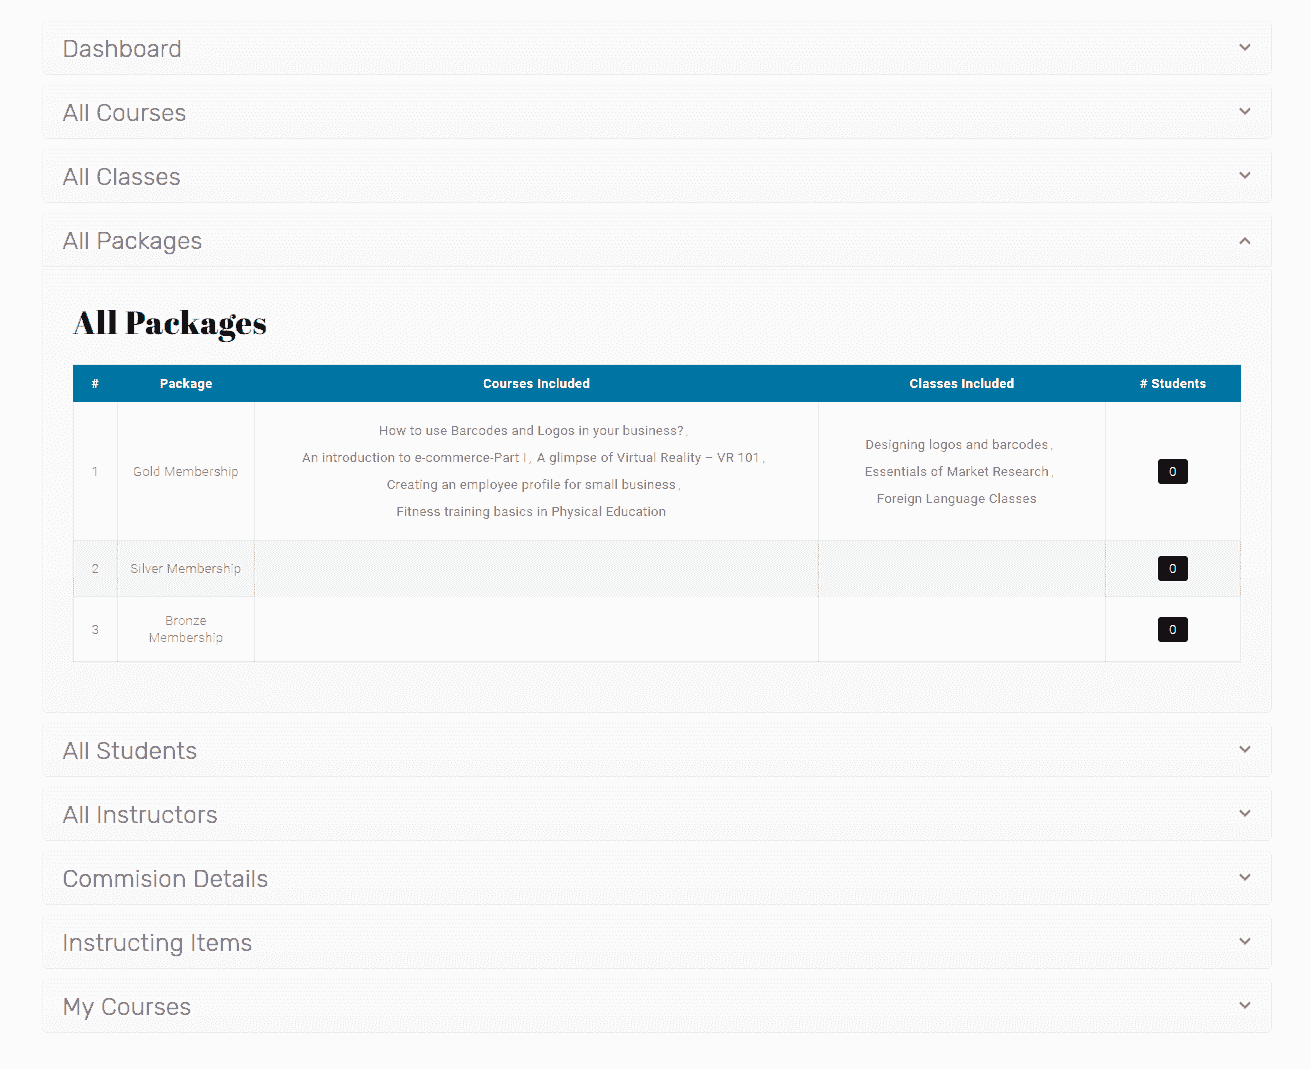 Dashboard
All Courses
All Classes
All Packages
All Packages
# Package Courses Included Classes Included # Students
1 Gold Membership
How to use Barcodes and Logos in your business?,
An introduction to e-commerce-Part I, A glimpse of Virtual Reality – VR 101,
Creating an employee profile for small business,
Fitness training basics in Physical Education
Designing logos and barcodes,
Essentials of Market Research,
Foreign Language Classes
0
2 Silver Membership 0
3 Bronze
Membership
0
All Students
All Instructors
Commision Details
Instructing Items
My Courses